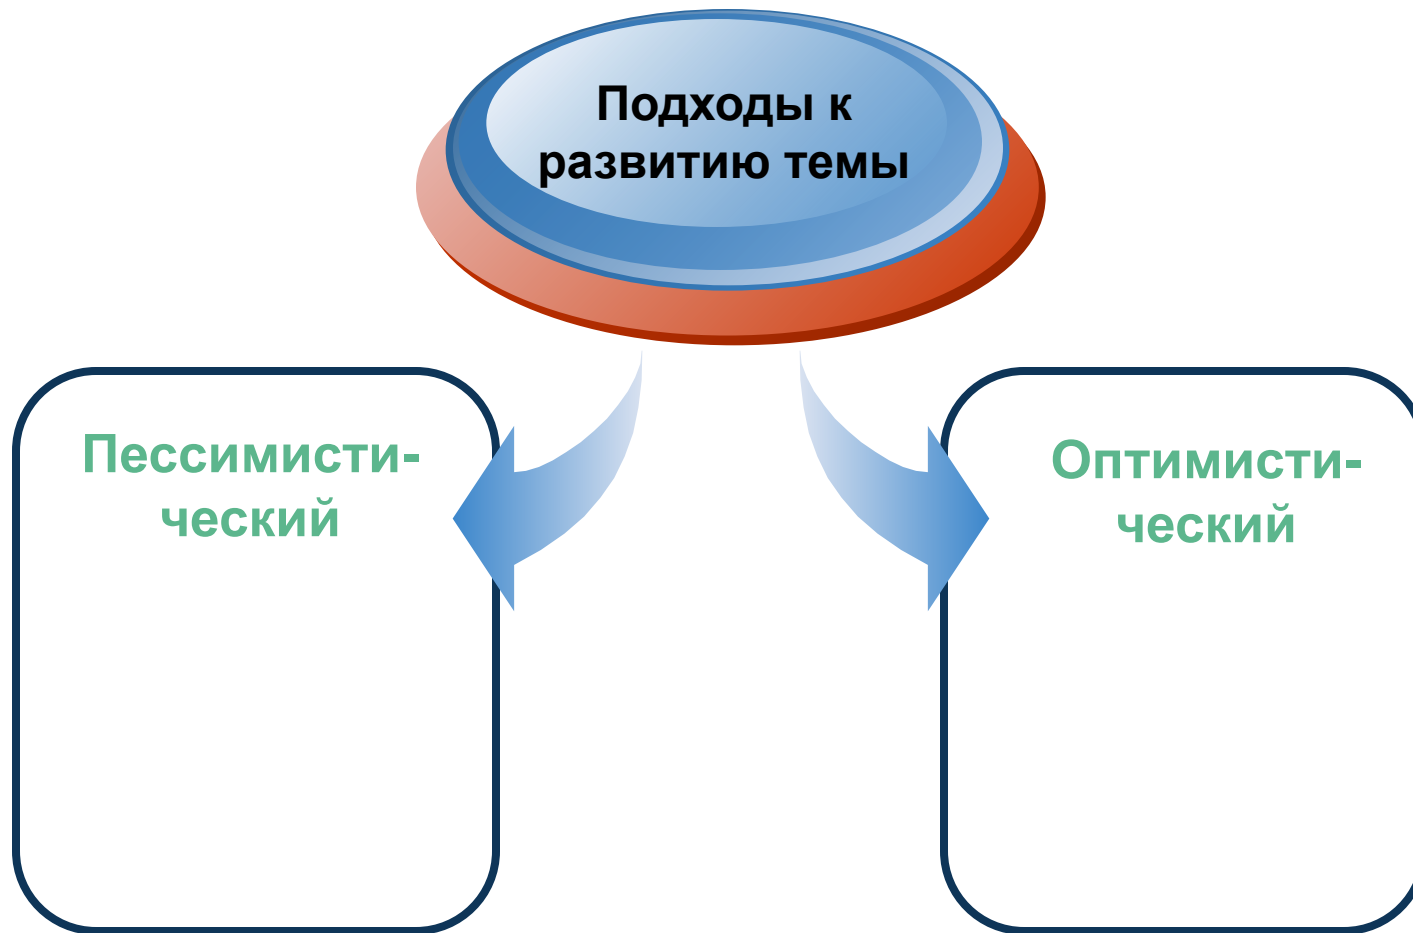 Подходы к
развитию темы
Пессимисти-
ческий
Оптимисти-
ческий